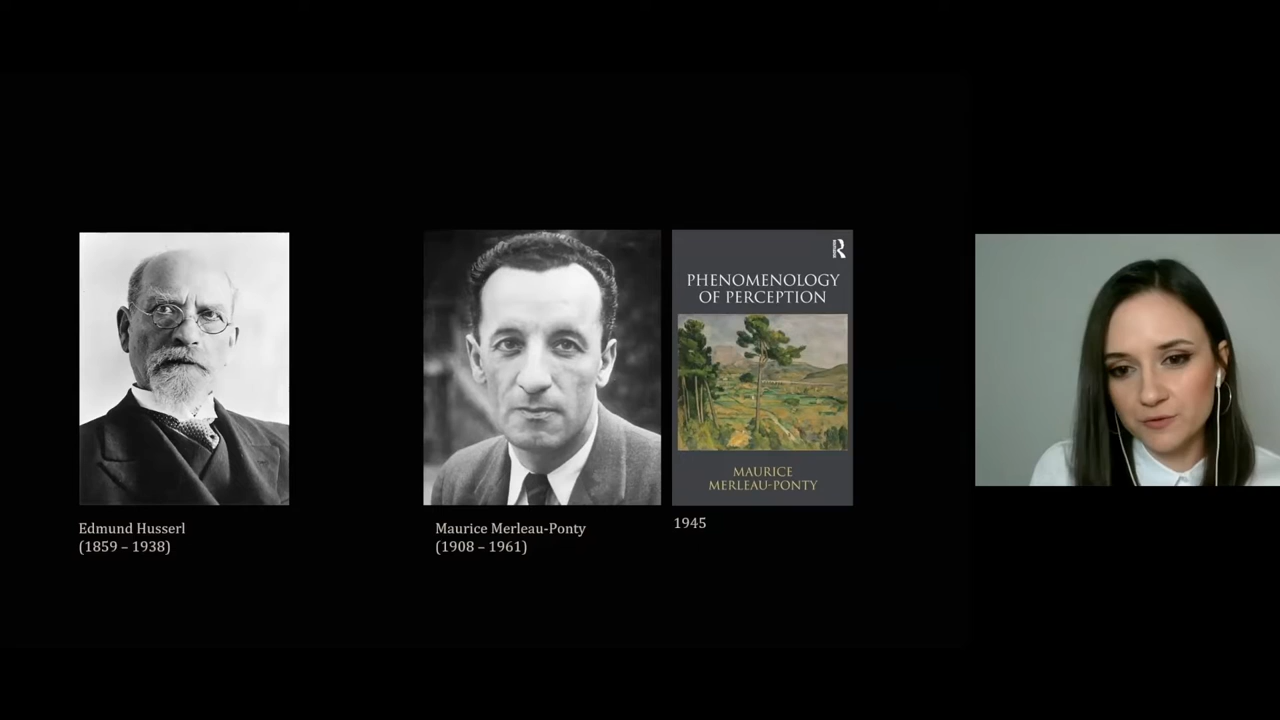 Edmund Husserl
(1859 – 1938)
Maurice Merleau-Ponty
(1908 – 1961)
R
PHENOMENOLOGY
OF PERCEPTION
MAURICE
MERLEAU-PONTY
1945